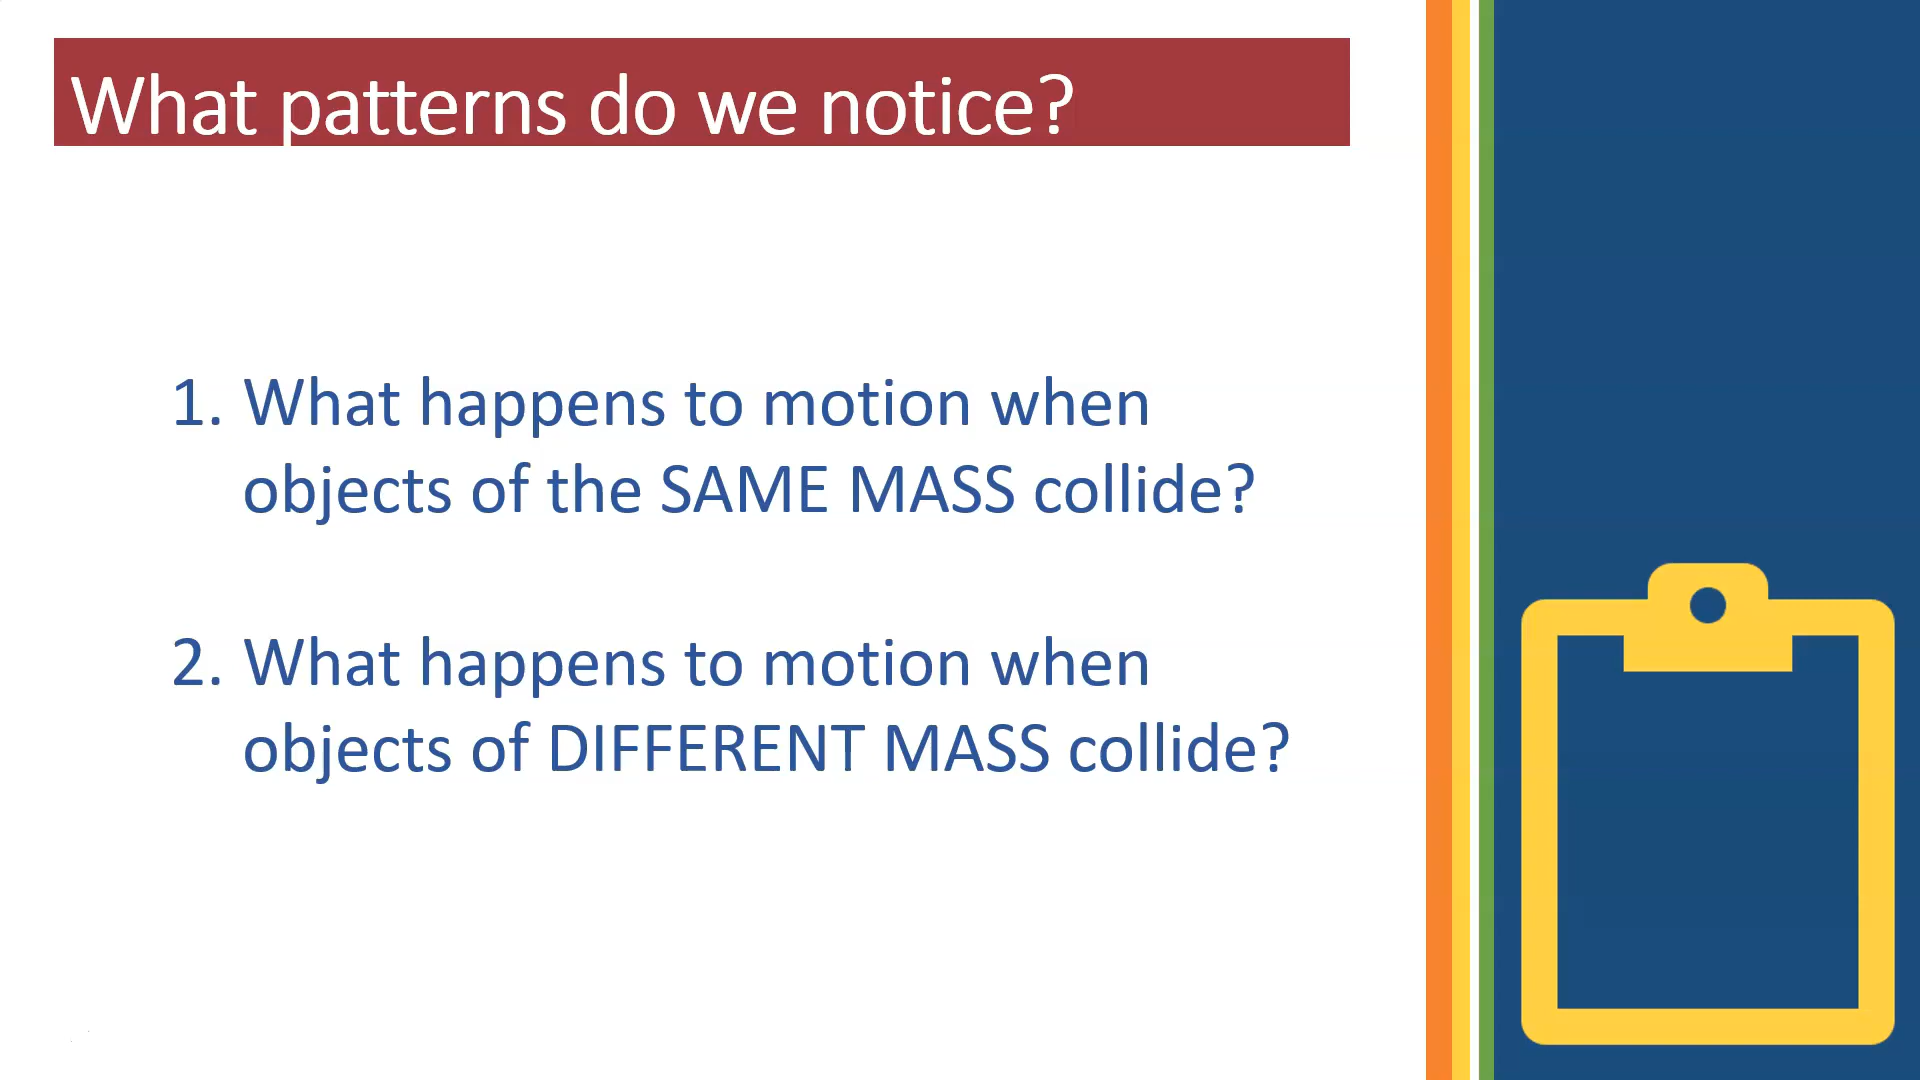 What patterns do we notice?
1. What happens to motion when
objects of the SAME MASS collide?
2. What happens to motion when
objects of DIFFERENT MASS collide?